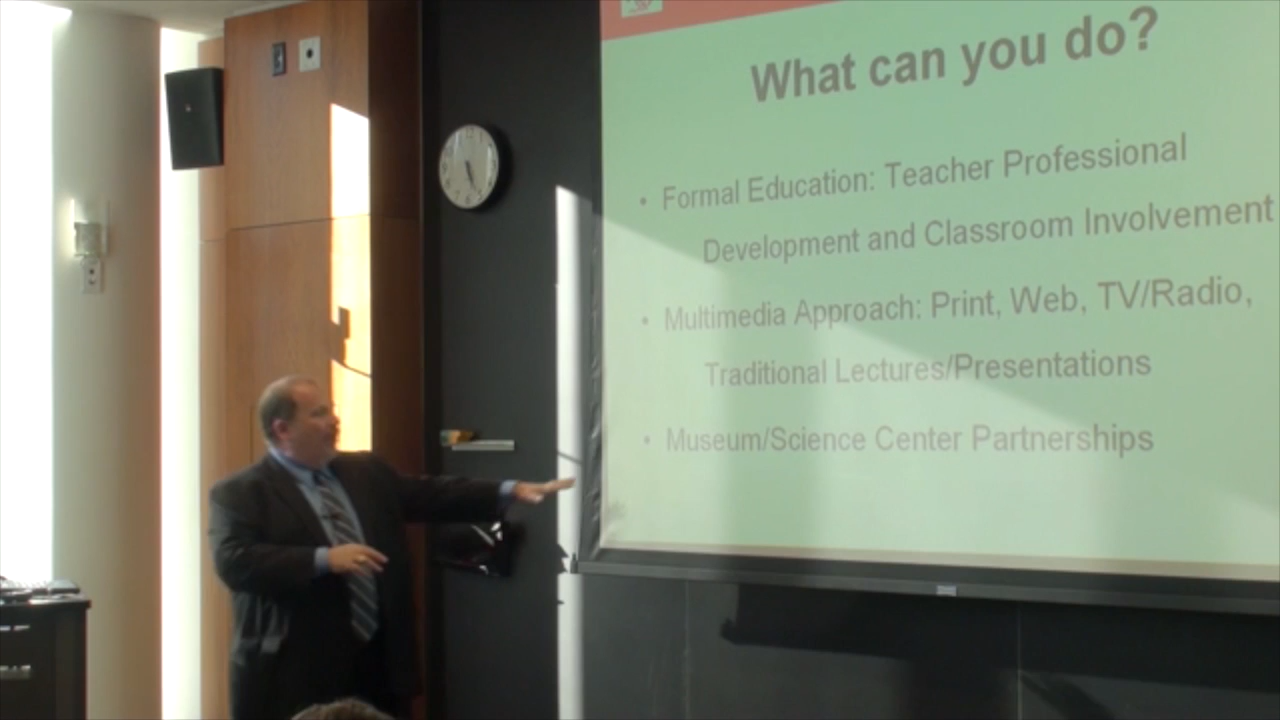 What can you do?
• Formal Education: Teacher Professional
Development and Classroom Involvement
• Multimedia Approach: Print, Web, TV/Radio,
Traditional Lectures/Presentations
• Museum/Science Center Partnerships